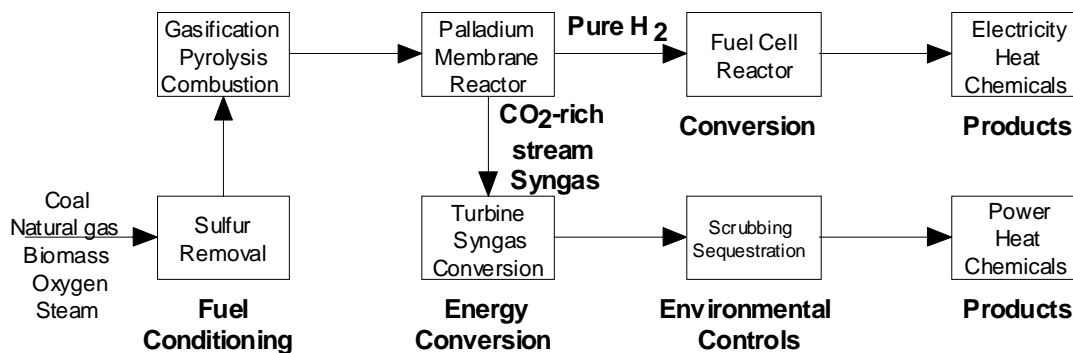 Gasification
Pyrolysis
Combustion
Palladium
Membrane
Reactor
Pure H2
Fuel Cell
Reactor
Electricity
Heat
Chemicals
CO2-rich
stream
Syngas
Conversion
Products
Coal
Natural gas
Biomass
Oxygen
Steam
Sulfur
Removal
Turbine
Syngas
Conversion
Scrubbing
Sequestration
Power
Heat
Chemicals
Fuel
Conditioning
Energy
Conversion
Environmental
Controls
Products